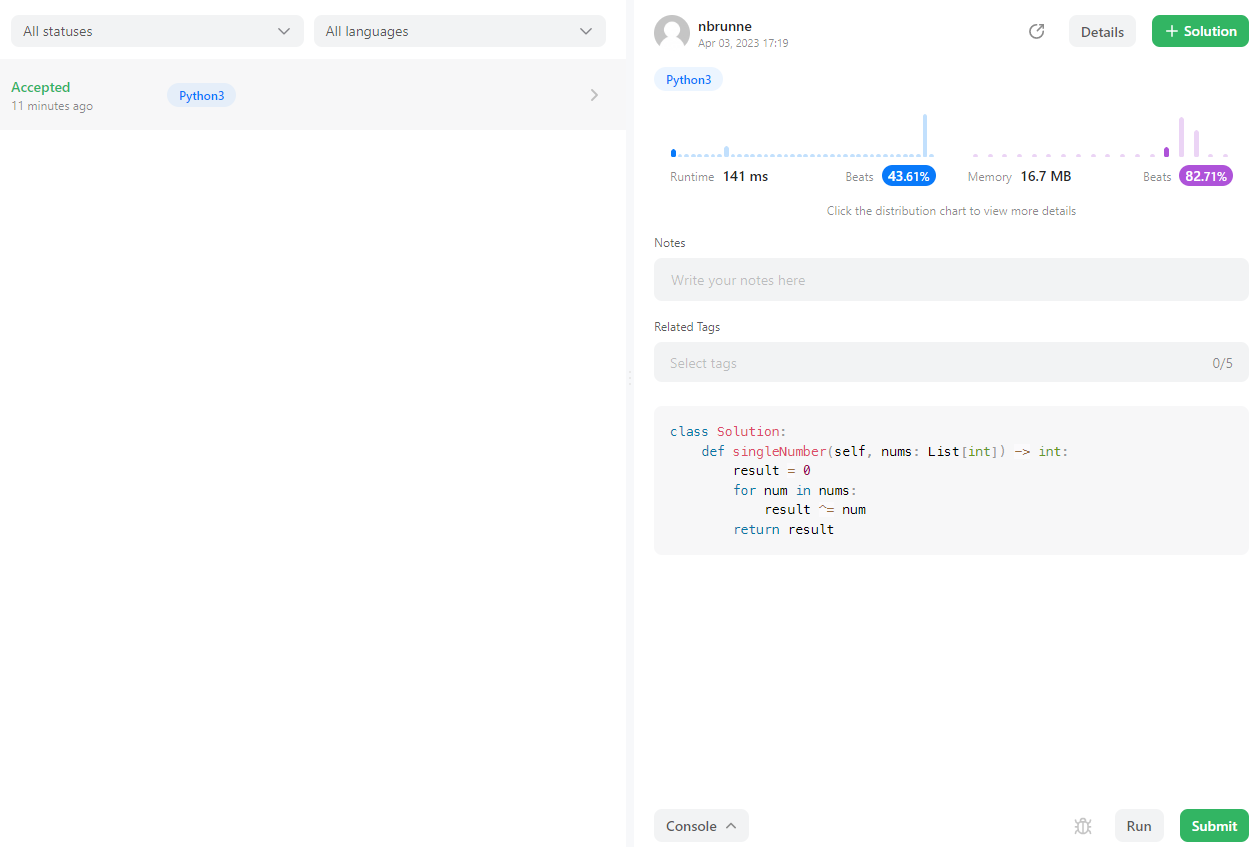 All statuses
All languages
Accepted
11 minutes ago
Python3
nbrunne
Apr 03, 2023 17:19
Details
+ Solution
Python3
Runtime 141 ms
Beats 43.61%
Memory 16.7 MB
Beats 82.71%
Click the distribution chart to view more details
Notes
Write your notes here
Related Tags
Select tags
0/5
class Solution:
    def singleNumber(self, nums: List[int]) -> int:
        result = 0
        for num in nums:
            result ^= num
        return result
Console
Run
Submit